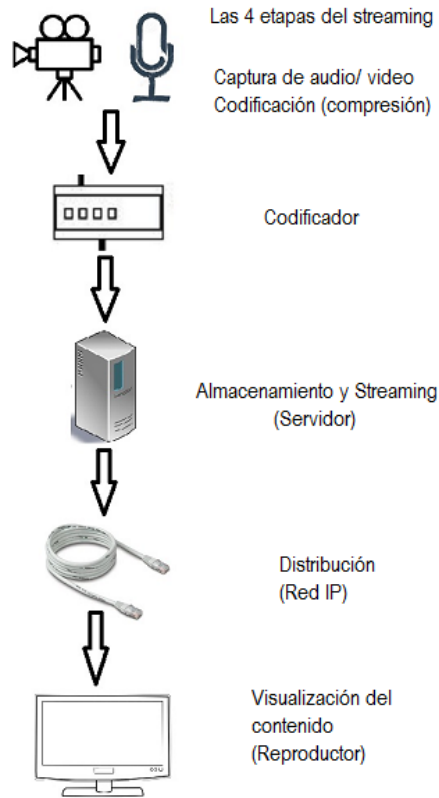 Las 4 etapas del streaming
Captura de audio/ video
Codificación (compresión)
Codificador
Almacenamiento y Streaming
(Servidor)
Distribución
(Red IP)
Visualización del
contenido
(Reproductor)